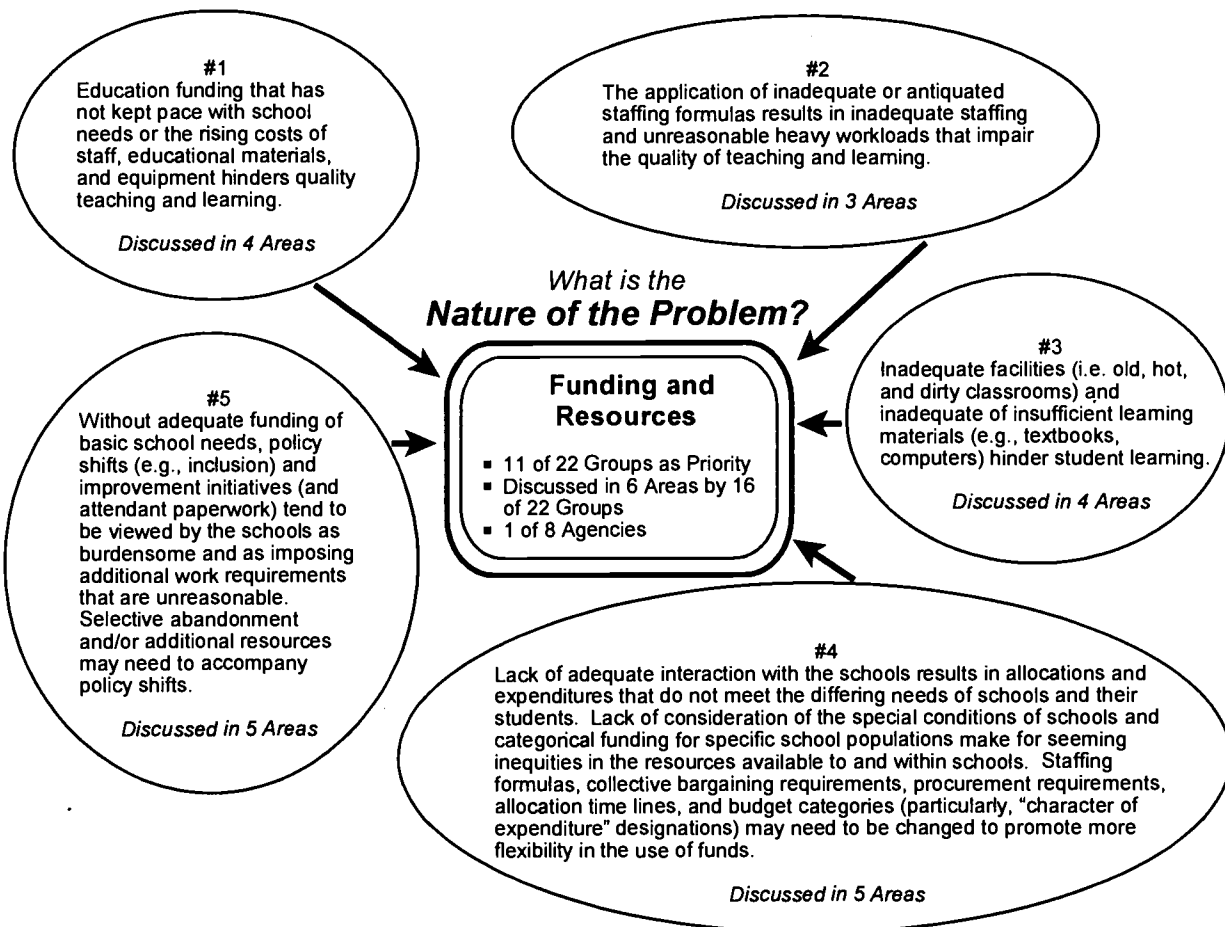 #1
Education funding that has
not kept pace with school
needs or the rising costs of
staff, educational materials,
and equipment hinders quality
teaching and learning.
Discussed in 4 Areas
#2
The application of inadequate or antiquated
staffing formulas results in inadequate staffing
and unreasonable heavy workloads that impair
the quality of teaching and learning.
Discussed in 3 Areas
What is the
Nature of the Problem?
Funding and
Resources
▪ 11 of 22 Groups as Priority
▪ Discussed in 6 Areas by 16
of 22 Groups
▪ 1 of 8 Agencies
#3
Inadequate facilities (i.e. old, hot,
and dirty classrooms) and
inadequate of insufficient learning
materials (e.g., textbooks,
computers) hinder student learning.
Discussed in 4 Areas
#5
Without adequate funding of
basic school needs, policy
shifts (e.g., inclusion) and
improvement initiatives (and
attendant paperwork) tend to
be viewed by the schools as
burdensome and as imposing
additional work requirements
that are unreasonable.
Selective abandonment
and/or additional resources
may need to accompany
policy shifts.
Discussed in 5 Areas
#4
Lack of adequate interaction with the schools results in allocations and
expenditures that do not meet the differing needs of schools and their
students. Lack of consideration of the special conditions of schools and
categorical funding for specific school populations make for seeming
inequities in the resources available to and within schools. Staffing
formulas, collective bargaining requirements, procurement requirements,
allocation time lines, and budget categories (particularly, "character of
expenditure" designations) may need to be changed to promote more
flexibility in the use of funds.
Discussed in 5 Areas